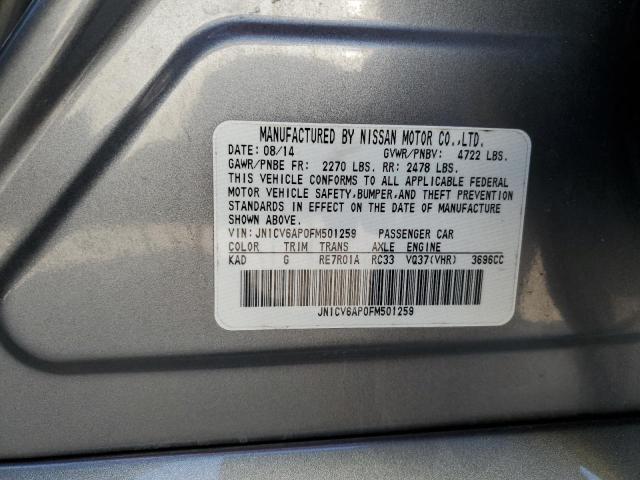 MANUFACTURED BY NISSAN MOTOR CO.,LTD.
DATE: 08/14 GVWR/PNBV: 4722 LBS.
GAWR/PNBE FR: 2270 LBS. RR: 2478 LBS.
THIS VEHICLE CONFORMS TO ALL APPLICABLE FEDERAL
MOTOR VEHICLE SAFETY,BUMPER,AND THEFT PREVENTION
STANDARDS IN EFFECT ON THE DATE OF MANUFACTURE
SHOWN ABOVE.
VIN:JN1CV6AP0FM501259 PASSENGER CAR
COLOR TRIM TRANS AXLE ENGINE
KAD G RE7R01A RC33 VQ37(VHR) 3696CC
JN1CV6AP0FM501259